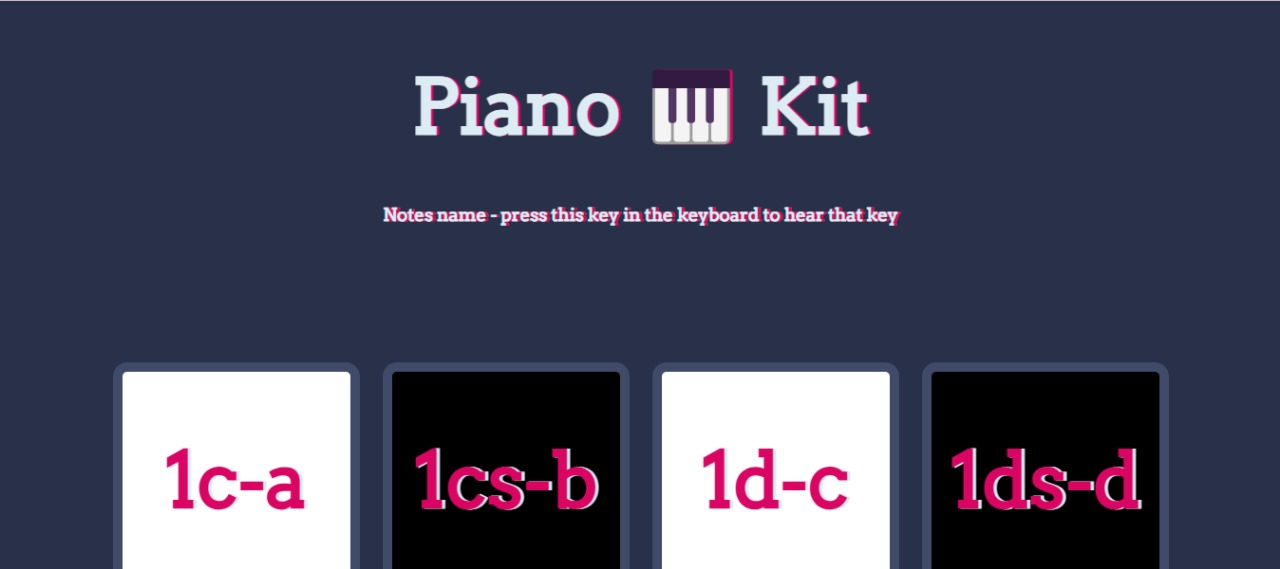 Piano 🎹 Kit
Notes name - press this key in the keyboard to hear that key
1c-a 1cs-b 1d-c 1ds-d